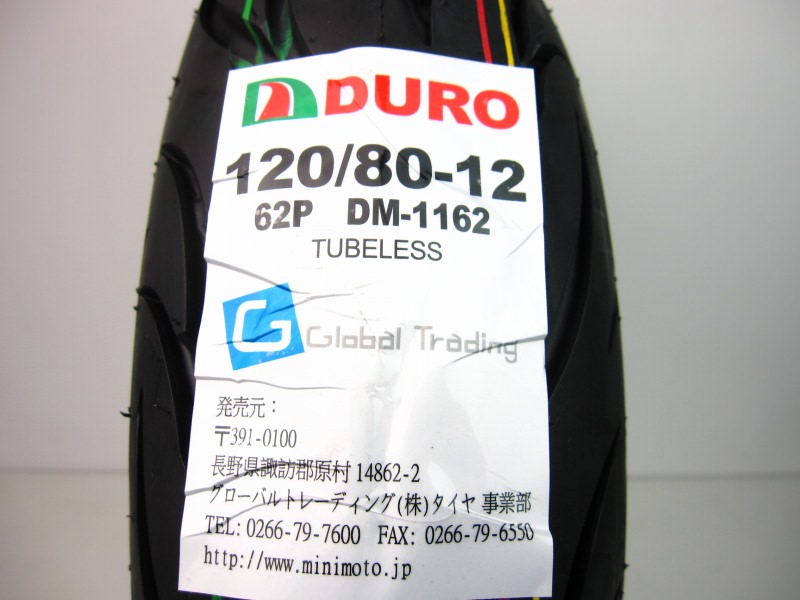 DURO
120/80-12
62P DM-1162
TUBELESS
G Global Trading
発売元：
〒391-0100
長野県諏訪郡原村 14862-2
グローバルトレーディング(株)タイヤ 事業部
TEL: 0266-79-7600 FAX: 0266-79-6550
http://www.minimoto.jp